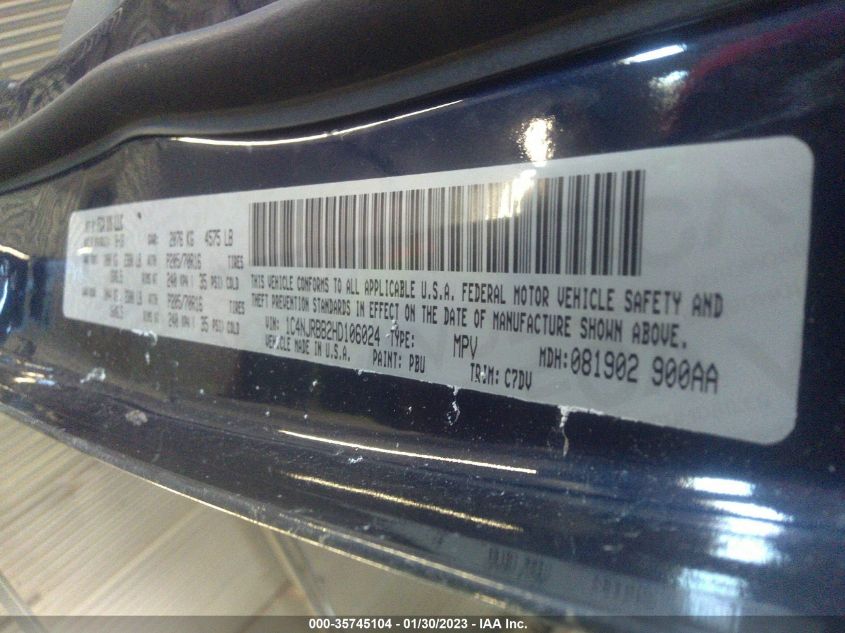 FCA US LLC
2076 KG 4575 LB
P205/70R16 TIRES
240 KPA/ 35 PSI COLD
P205/70R16 TIRES
240 KPA/ 35 PSI COLD
THIS VEHICLE CONFORMS TO ALL APPLICABLE U.S.A. FEDERAL MOTOR VEHICLE SAFETY AND
THEFT PREVENTION STANDARDS IN EFFECT ON THE DATE OF MANUFACTURE SHOWN ABOVE.
VIN: 1C4NJRBB2HD106024 TYPE: MPV MDH:081902 900AA
VEHICLE MADE IN U.S.A. PAINT: PBU TRIM: C7DV
000-35745104 - 01/30/2023 - IAA Inc.